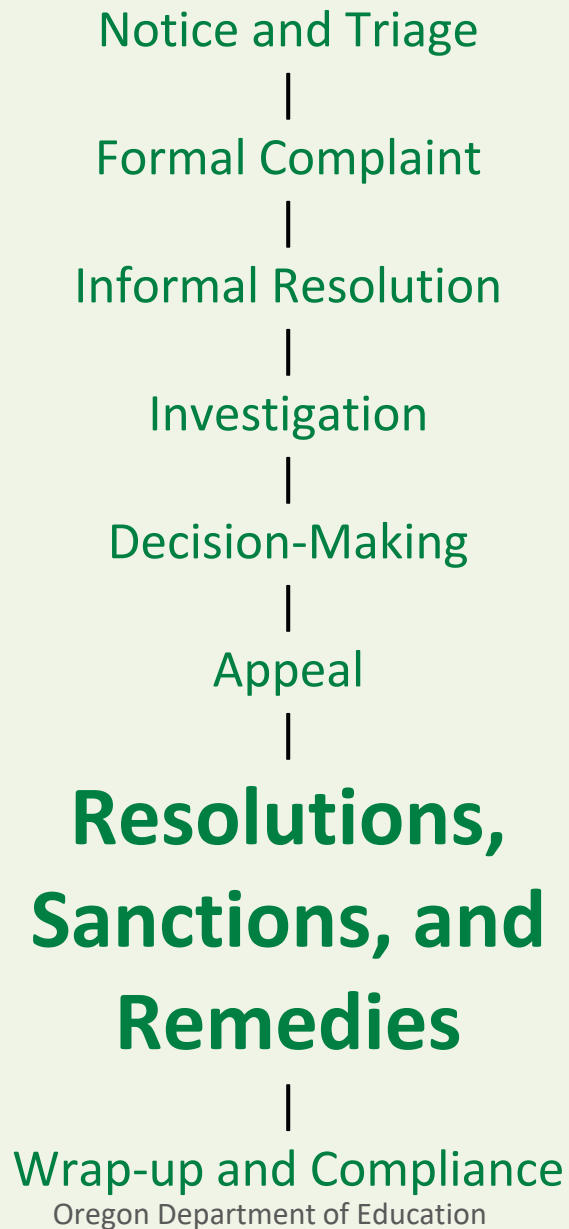 Notice and Triage
Formal Complaint
Informal Resolution
Investigation
Decision-Making
Appeal
Resolutions,
Sanctions, and
Remedies
Wrap-up and Compliance
Oregon Department of Education